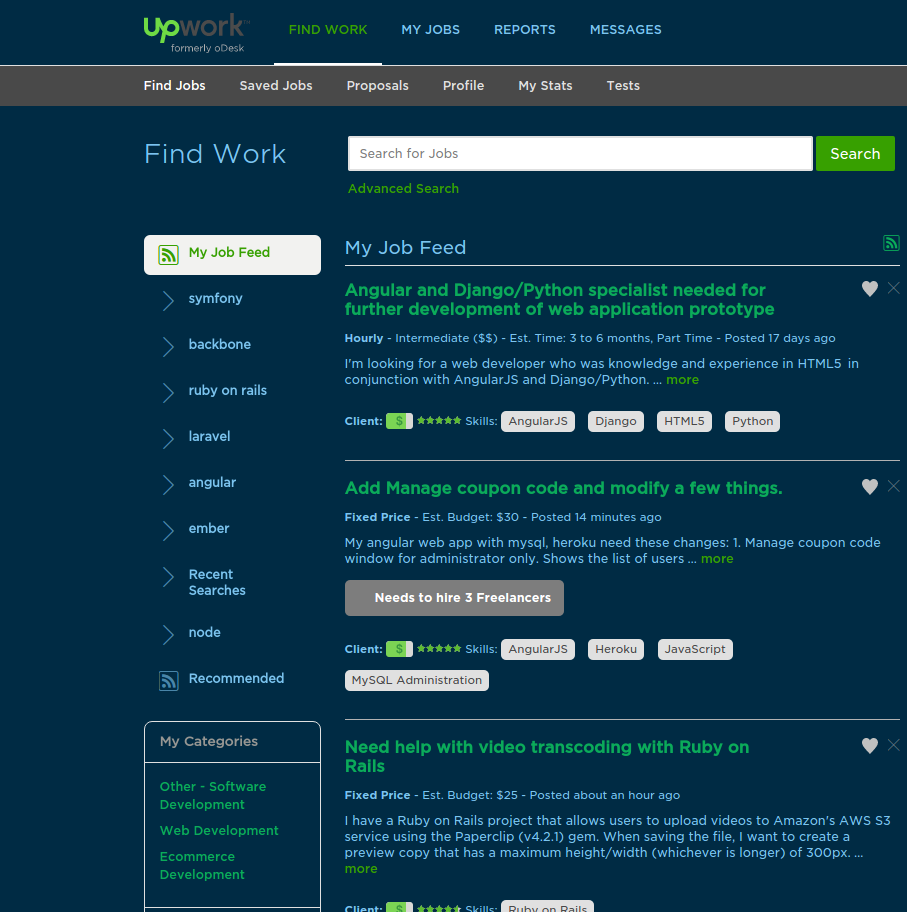 Upwork™
formerly oDesk
FIND WORK
MY JOBS
REPORTS
MESSAGES
Find Jobs
Saved Jobs
Proposals
Profile
My Stats
Tests
Find Work
Search for Jobs
Search
Advanced Search
My Job Feed
symfony
backbone
ruby on rails
laravel
angular
ember
Recent
Searches
node
Recommended
My Categories
Other - Software
Development
Web Development
Ecommerce
Development
My Job Feed
Angular and Django/Python specialist needed for
further development of web application prototype
Hourly - Intermediate ($$) - Est. Time: 3 to 6 months, Part Time - Posted 17 days ago
I'm looking for a web developer who was knowledge and experience in HTML5 in
conjunction with AngularJS and Django/Python. ... more
Client: $ Skills: AngularJS Django HTML5 Python
Add Manage coupon code and modify a few things.
Fixed Price - Est. Budget: $30 - Posted 14 minutes ago
My angular web app with mysql, heroku need these changes: 1. Manage coupon code
window for administrator only. Shows the list of users ... more
Needs to hire 3 Freelancers
Client: $ Skills: AngularJS Heroku JavaScript
MySQL Administration
Need help with video transcoding with Ruby on
Rails
Fixed Price - Est. Budget: $25 - Posted about an hour ago
I have a Ruby on Rails project that allows users to upload videos to Amazon's AWS S3
service using the Paperclip (v4.2.1) gem. When saving the file, I want to create a
preview copy that has a maximum height/width (whichever is longer) of 300px. ...
more
Client: $ Skills: Ruby on Rails